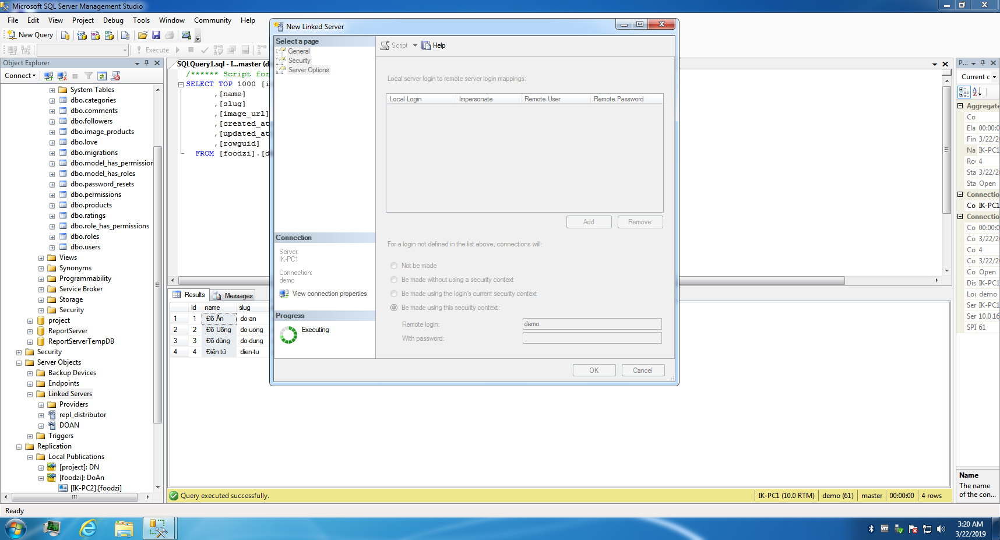 Microsoft SQL Server Management Studio
File Edit View Project Debug Tools Window Community Help
New Query
Execute
Object Explorer
Connect
System Tables
dbo.categories
dbo.comments
dbo.followers
dbo.image_products
dbo.love
dbo.migrations
dbo.model_has_permission
dbo.model_has_roles
dbo.password_resets
dbo.permissions
dbo.products
dbo.ratings
dbo.role_has_permissions
dbo.roles
dbo.users
Views
Synonyms
Programmability
Service Broker
Storage
Security
project
ReportServer
ReportServerTempDB
Security
Server Objects
Backup Devices
Endpoints
Linked Servers
Providers
repl_distributor
DOAN
Triggers
Replication
Local Publications
[project]: DN
[foodzi]: DoAn
[IK-PC2].[foodzi]
SQLQuery1.sql - I...master (d
/****** Script for
SELECT TOP 1000 [i
,[name]
,[slug]
,[image_url]
,[created_at
,[updated_at
,[rowguid]
FROM [foodzi].[d
Results Messages
id name slug
1 1 Đồ Ăn do-an
2 2 Đồ Uống do-uong
3 3 Đồ dùng do-dung
4 4 Điện tử dien-tu
Query executed successfully.
IK-PC1 (10.0 RTM) demo (61) master 00:00:00 4 rows
New Linked Server
Select a page
General
Security
Server Options
Connection
Server:
IK-PC1
Connection:
demo
View connection properties
Progress
Executing
Script Help
Local server login to remote server login mappings:
Local Login Impersonate Remote User Remote Password
Add Remove
For a login not defined in the list above, connections will:
Not be made
Be made without using a security context
Be made using the login's current security context
Be made using this security context:
Remote login: demo
With password:
OK Cancel
P...
Current c
Aggregate
Co
Ela 00:00:0
Fin 3/22/20
Na IK-PC1
Ro 4
Sta 3/22/20
Sta Open
Connectio
Co IK-PC1
Connectio
Co 00:00:0
Co 3/22/20
Co 4
Co 3/22/20
Co Open
Dis IK-PC1
Log demo
Ser IK-PC1
Ser 10.0.16
SPI 61
Name
The name
of the con...
Ready
3:20 AM
3/22/2019